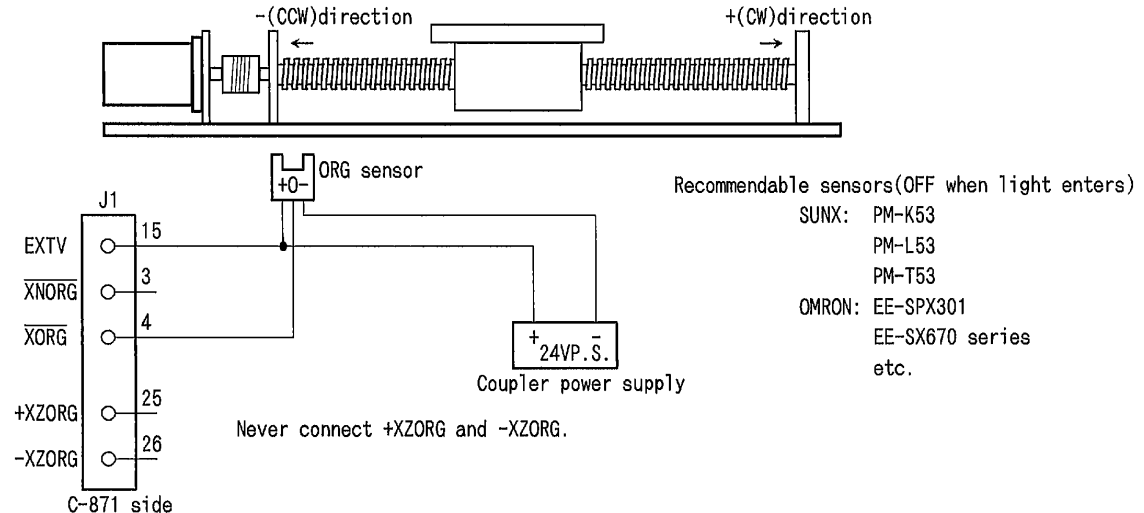 -(CCW)direction
+(CW)direction
←
→
ORG sensor
+O-
Recommendable sensors(OFF when light enters)
SUNX: PM-K53
PM-L53
PM-T53
OMRON: EE-SPX301
EE-SX670 series
etc.
J1
EXTV 15
X̅N̅O̅R̅G̅ 3
X̅O̅R̅G̅ 4
+XZORG 25
-XZORG 26
C-871 side
+ -
24VP.S.
Coupler power supply
Never connect +XZORG and -XZORG.